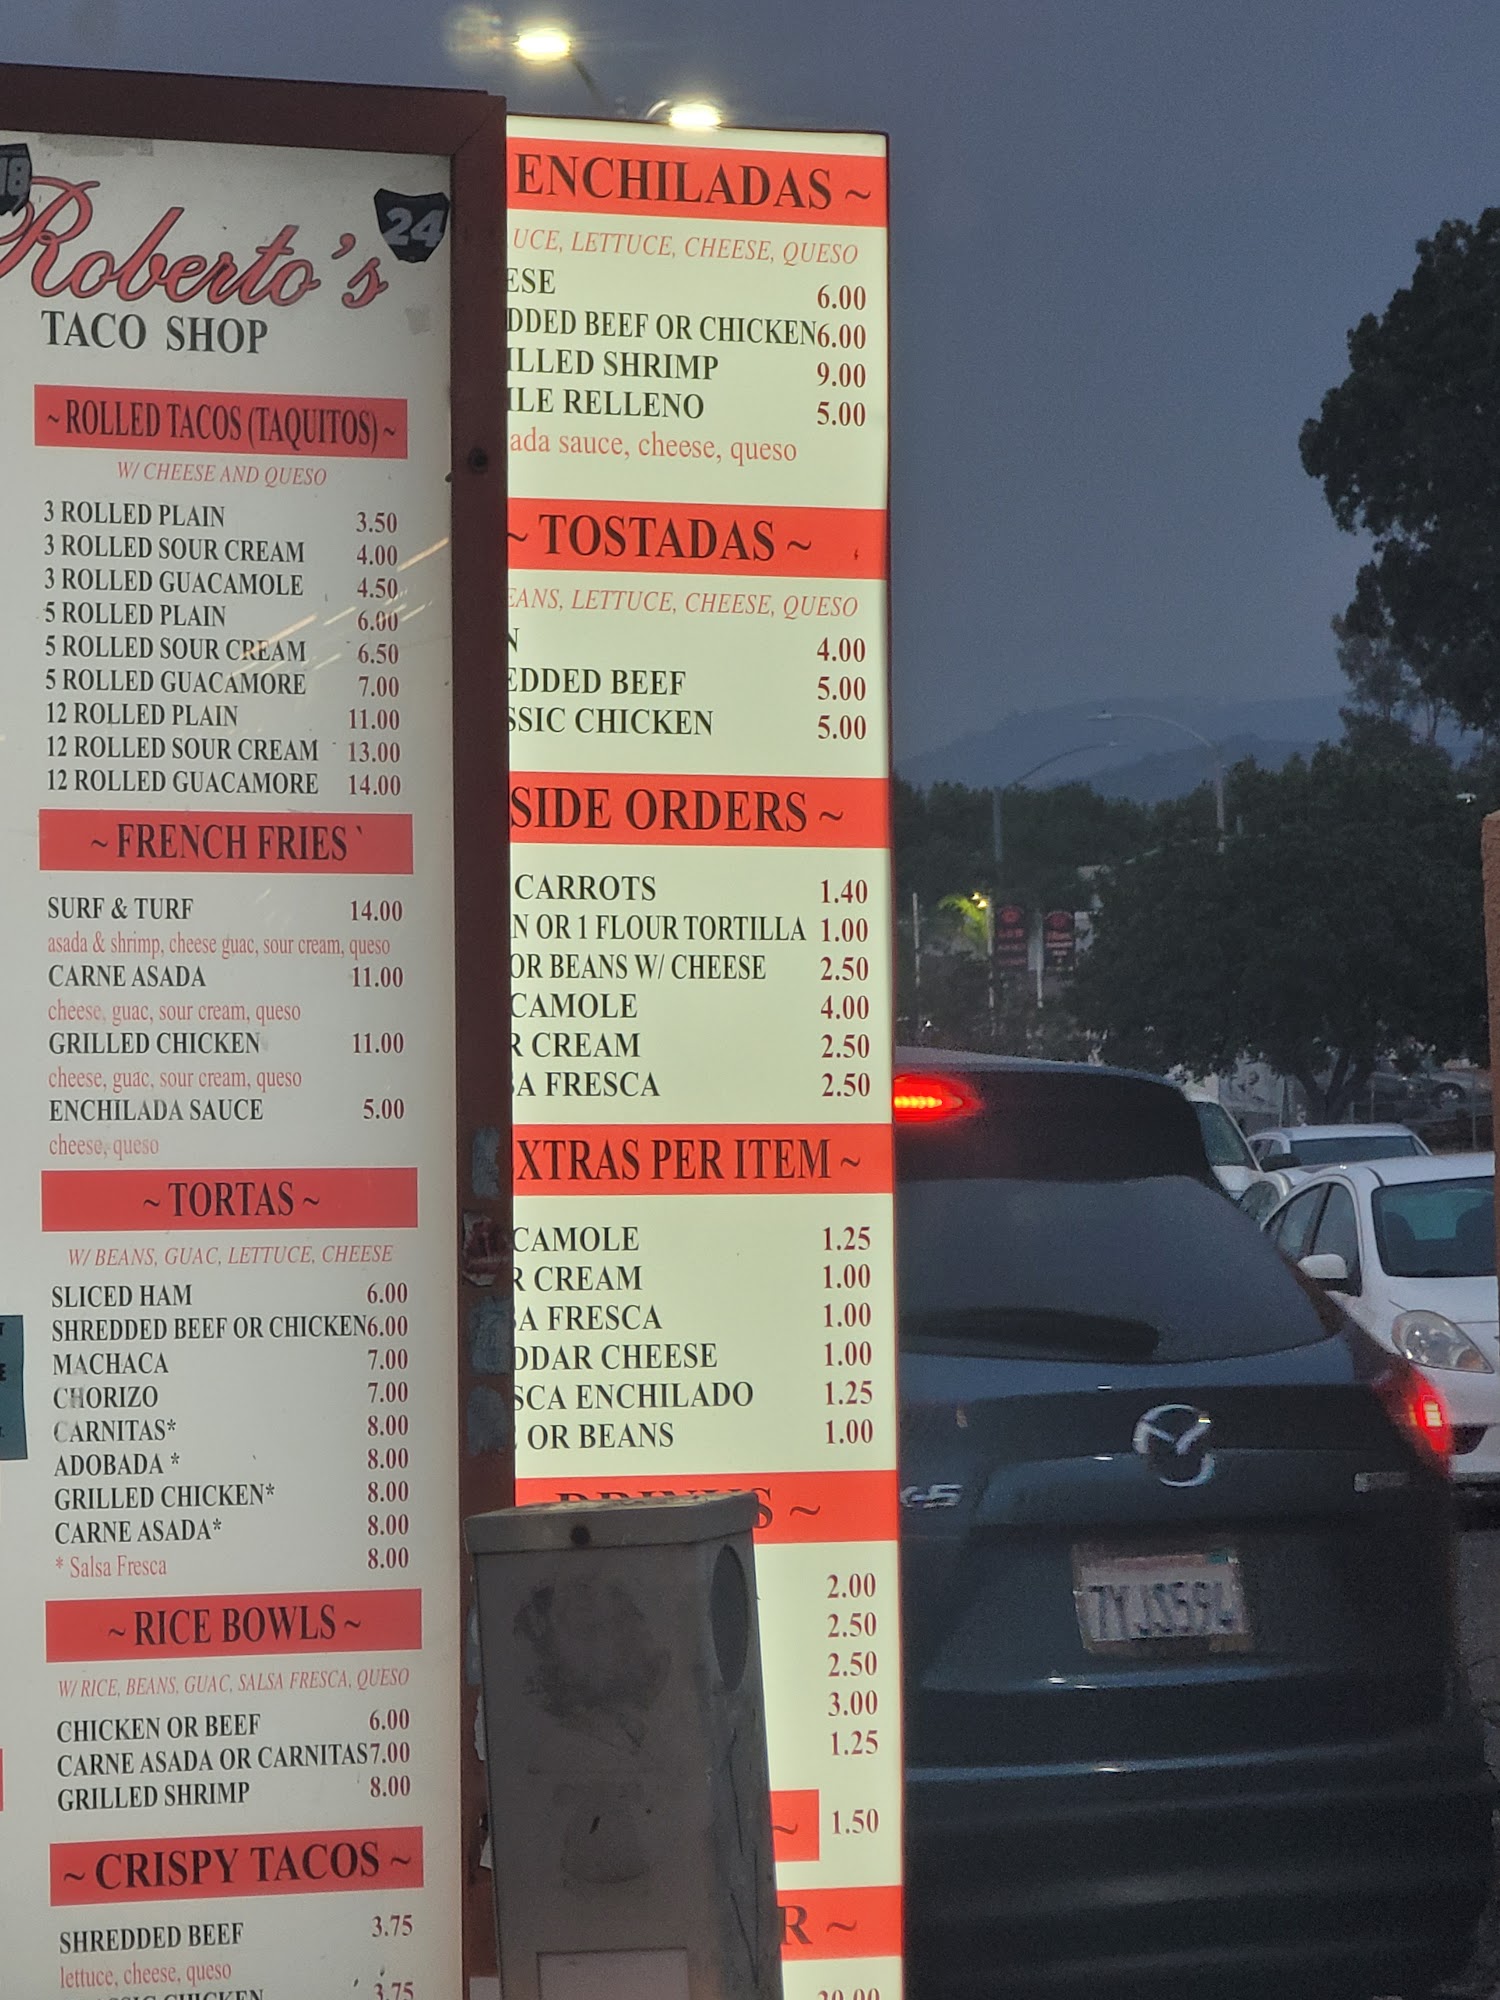 18
24
Roberto's
TACO SHOP
~ ROLLED TACOS (TAQUITOS) ~
W/ CHEESE AND QUESO
3 ROLLED PLAIN 3.50
3 ROLLED SOUR CREAM 4.00
3 ROLLED GUACAMOLE 4.50
5 ROLLED PLAIN 6.00
5 ROLLED SOUR CREAM 6.50
5 ROLLED GUACAMORE 7.00
12 ROLLED PLAIN 11.00
12 ROLLED SOUR CREAM 13.00
12 ROLLED GUACAMORE 14.00
~ FRENCH FRIES `
SURF & TURF 14.00
asada & shrimp, cheese guac, sour cream, queso
CARNE ASADA 11.00
cheese, guac, sour cream, queso
GRILLED CHICKEN 11.00
cheese, guac, sour cream, queso
ENCHILADA SAUCE 5.00
cheese, queso
~ TORTAS ~
W/ BEANS, GUAC, LETTUCE, CHEESE
SLICED HAM 6.00
SHREDDED BEEF OR CHICKEN 6.00
MACHACA 7.00
CHORIZO 7.00
CARNITAS* 8.00
ADOBADA * 8.00
GRILLED CHICKEN* 8.00
CARNE ASADA* 8.00
* Salsa Fresca 8.00
~ RICE BOWLS ~
W/ RICE, BEANS, GUAC, SALSA FRESCA, QUESO
CHICKEN OR BEEF 6.00
CARNE ASADA OR CARNITAS 7.00
GRILLED SHRIMP 8.00
~ CRISPY TACOS ~
SHREDDED BEEF 3.75
lettuce, cheese, queso
CHICKEN 3.75
ENCHILADAS ~
UCE, LETTUCE, CHEESE, QUESO
ESE 6.00
DDED BEEF OR CHICKEN 6.00
ILLED SHRIMP 9.00
ILE RELLENO 5.00
ada sauce, cheese, queso
~ TOSTADAS ~
EANS, LETTUCE, CHEESE, QUESO
N 4.00
EDDED BEEF 5.00
SSIC CHICKEN 5.00
SIDE ORDERS ~
CARROTS 1.40
N OR 1 FLOUR TORTILLA 1.00
OR BEANS W/ CHEESE 2.50
CAMOLE 4.00
R CREAM 2.50
A FRESCA 2.50
XTRAS PER ITEM ~
CAMOLE 1.25
R CREAM 1.00
A FRESCA 1.00
DDAR CHEESE 1.00
SCA ENCHILADO 1.25
OR BEANS 1.00
DRINKS ~
2.00
2.50
2.50
3.00
1.25
~ 1.50
R ~
20.00